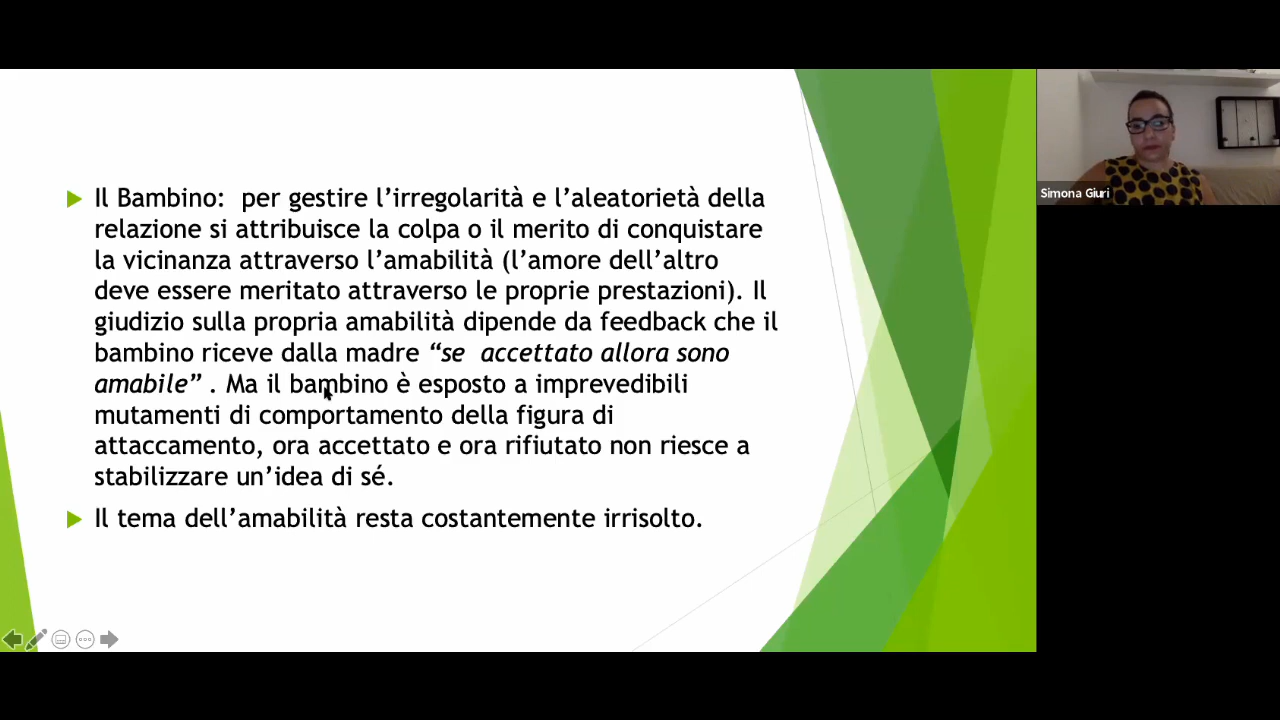 Il Bambino:  per gestire l’irregolarità e l’aleatorietà della
relazione si attribuisce la colpa o il merito di conquistare
la vicinanza attraverso l’amabilità (l’amore dell’altro
deve essere meritato attraverso le proprie prestazioni). Il
giudizio sulla propria amabilità dipende da feedback che il
bambino riceve dalla madre “se  accettato allora sono
amabile” . Ma il bambino è esposto a imprevedibili
mutamenti di comportamento della figura di
attaccamento, ora accettato e ora rifiutato non riesce a
stabilizzare un’idea di sé.
Il tema dell’amabilità resta costantemente irrisolto.
Simona Giuri